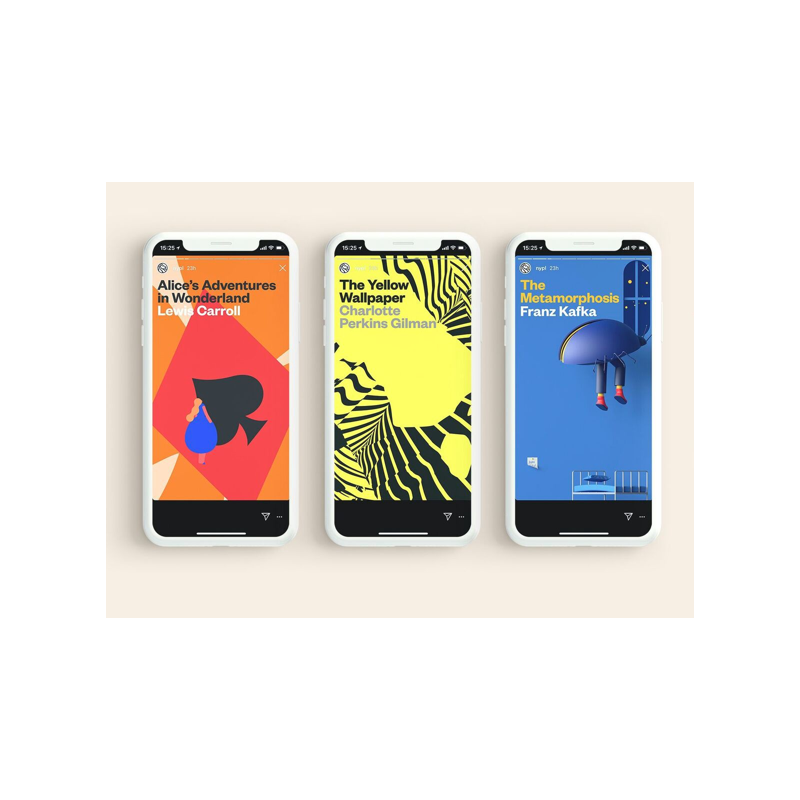 15:25
nypl 23h
Alice's Adventures
in Wonderland
Lewis Carroll
15:25
The Yellow
Wallpaper
Charlotte
Perkins Gilman
15:25
nypl 23h
The
Metamorphosis
Franz Kafka